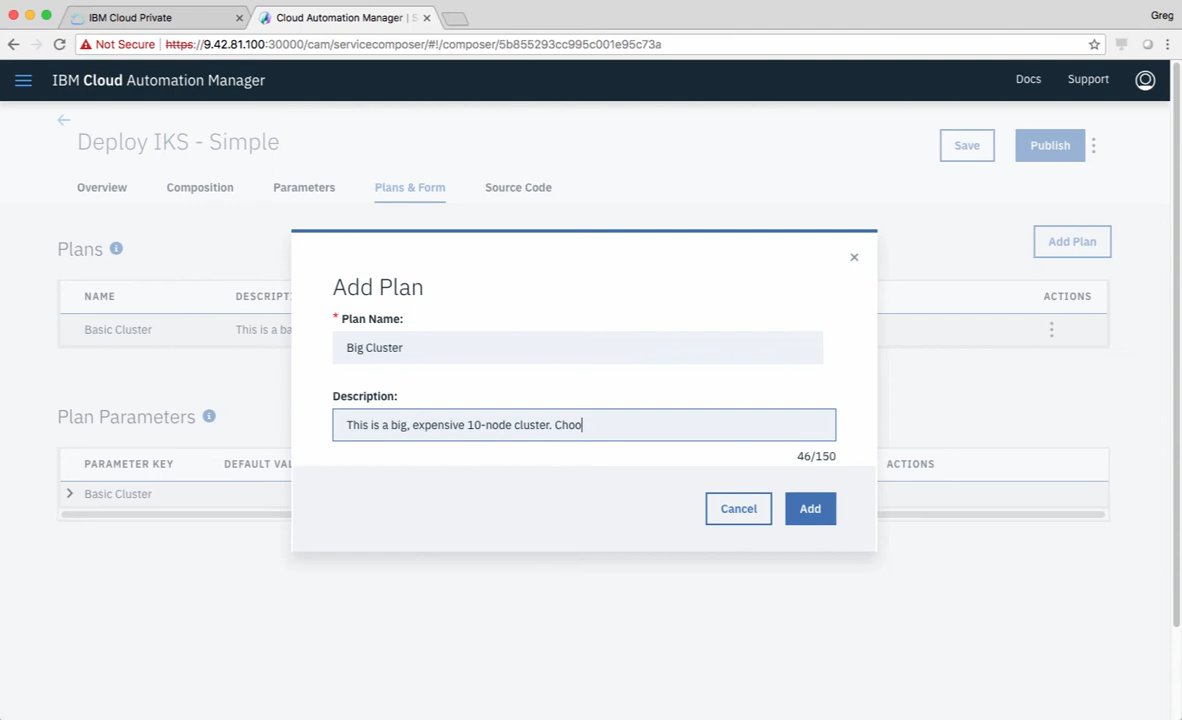 IBM Cloud Private
Cloud Automation Manager | S
Greg
Not Secure https://9.42.81.100:30000/cam/servicecomposer/#!/composer/5b855293cc995c001e95c73a
IBM Cloud Automation Manager
Docs
Support
Deploy IKS - Simple
Save
Publish
Overview
Composition
Parameters
Plans & Form
Source Code
Plans
Add Plan
NAME
DESCRIPT
ACTIONS
Basic Cluster
This is a ba
Add Plan
* Plan Name:
Big Cluster
Description:
This is a big, expensive 10-node cluster. Choo
46/150
Cancel
Add
Plan Parameters
PARAMETER KEY
DEFAULT VAL
ACTIONS
Basic Cluster